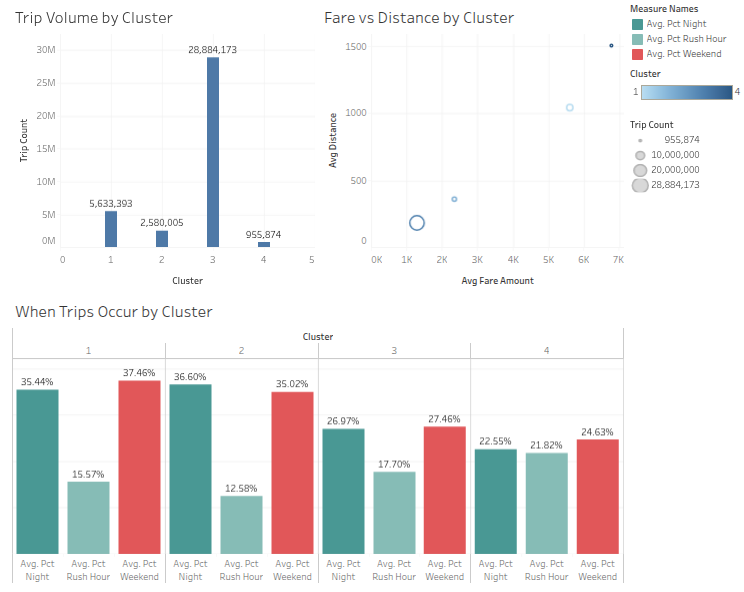 Trip Volume by Cluster
30M
25M
20M
15M
10M
5M
0M
Trip Count
5,633,393
2,580,005
28,884,173
955,874
0
1
2
3
4
5
Cluster
Fare vs Distance by Cluster
1500
1000
500
0
Avg Distance
0K
1K
2K
3K
4K
5K
6K
7K
Avg Fare Amount
Measure Names
Avg. Pct Night
Avg. Pct Rush Hour
Avg. Pct Weekend
Cluster
1
4
Trip Count
955,874
10,000,000
20,000,000
28,884,173
When Trips Occur by Cluster
Cluster
1
2
3
4
35.44%
15.57%
37.46%
36.60%
12.58%
35.02%
26.97%
17.70%
27.46%
22.55%
21.82%
24.63%
Avg. Pct
Night
Avg. Pct
Rush Hour
Avg. Pct
Weekend
Avg. Pct
Night
Avg. Pct
Rush Hour
Avg. Pct
Weekend
Avg. Pct
Night
Avg. Pct
Rush Hour
Avg. Pct
Weekend
Avg. Pct
Night
Avg. Pct
Rush Hour
Avg. Pct
Weekend